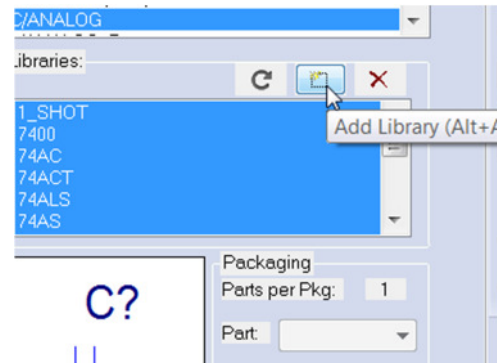 C/ANALOG
Libraries:
1_SHOT
7400
Add Library (Alt+A
74AC
74ACT
74ALS
74AS
Packaging
C?
Parts per Pkg: 1
Part: